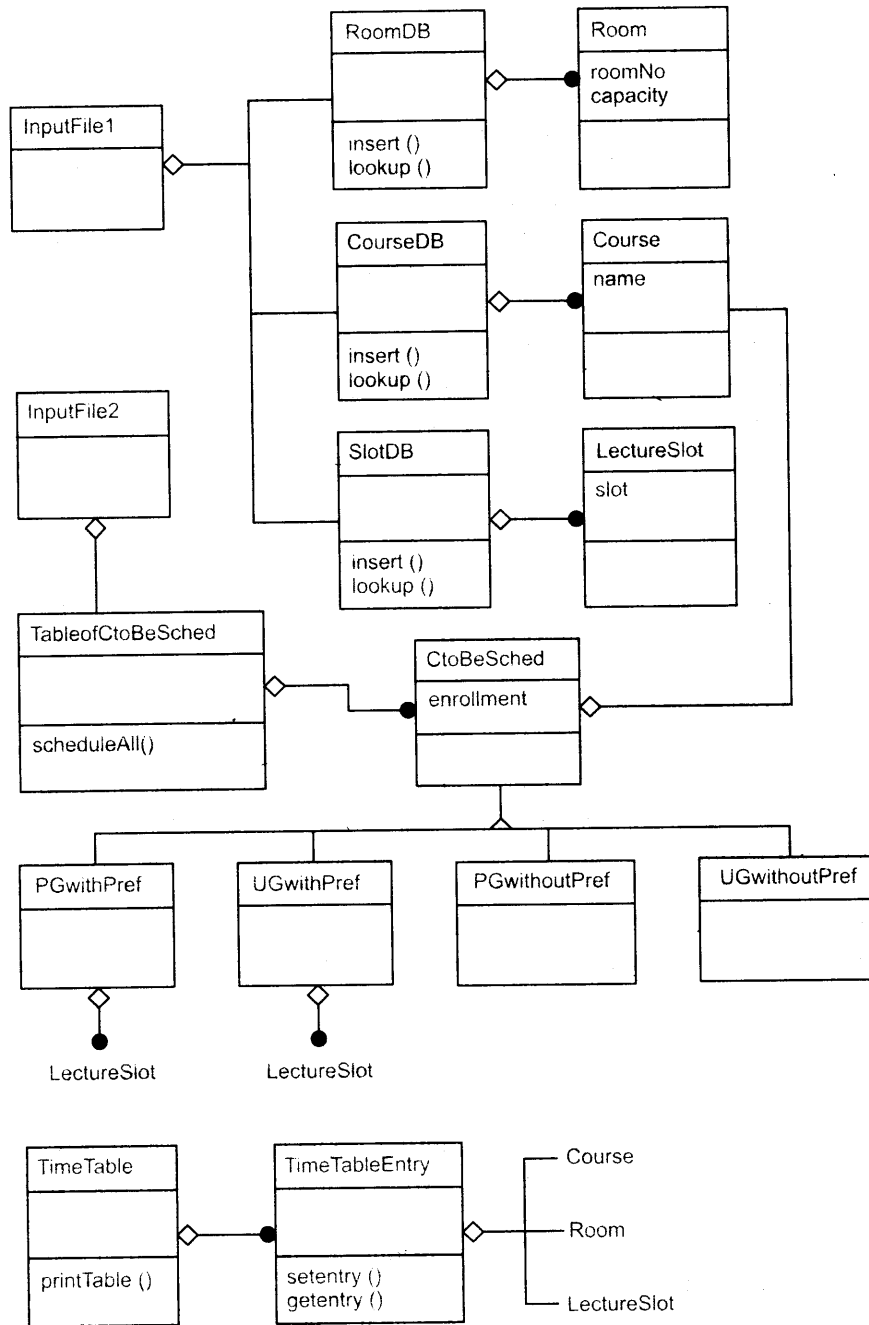 RoomDB
insert ()
lookup ()
Room
roomNo
capacity
InputFile1
CourseDB
insert ()
lookup ()
Course
name
InputFile2
SlotDB
insert ()
lookup ()
LectureSlot
slot
TableofCtoBeSched
scheduleAll()
CtoBeSched
enrollment
PGwithPref
UGwithPref
PGwithoutPref
UGwithoutPref
LectureSlot
LectureSlot
TimeTable
printTable ()
TimeTableEntry
setentry ()
getentry ()
Course
Room
LectureSlot